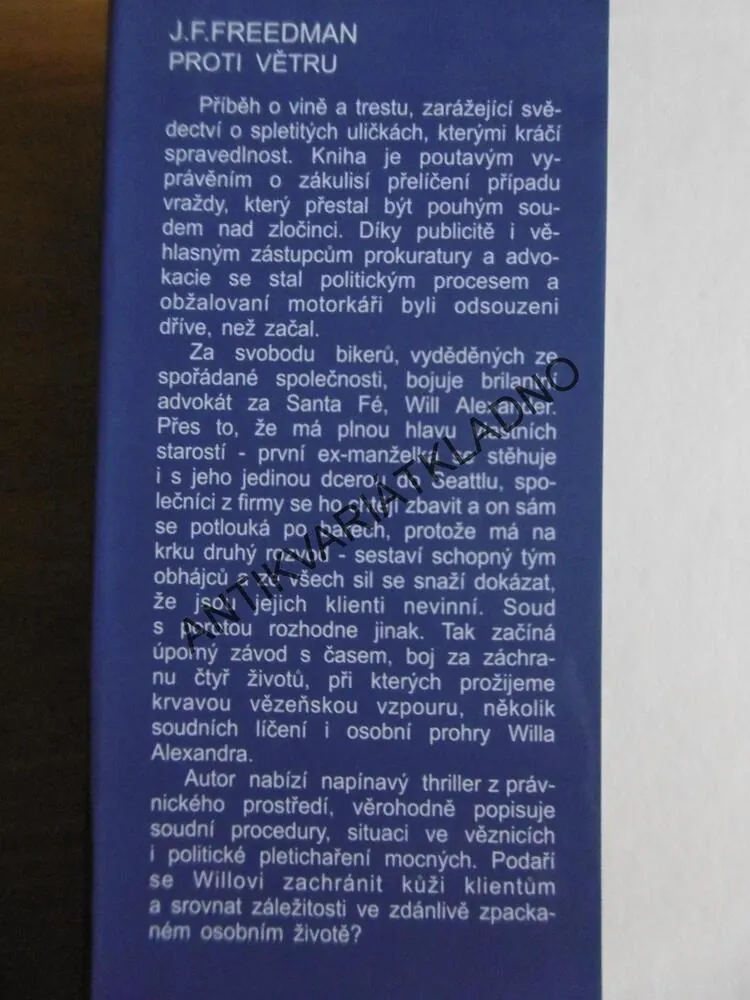 J.F.FREEDMAN
PROTI VĚTRU
Příběh o vině a trestu, zarážející svě-
dectví o spletitých uličkách, kterými kráčí
spravedlnost. Kniha je poutavým vy-
právěním o zákulisí přelíčení případu
vraždy, který přestal být pouhým sou-
dem nad zločinci. Díky publicitě i vě-
hlasným zástupcům prokuratury a advo-
kacie se stal politickým procesem a
obžalovaní motorkáři byli odsouzeni
dříve, než začal.
Za svobodu bikerů, vyděděných ze
spořádané společnosti, bojuje brilantní
advokát za Santa Fé, Will Alexander.
Přes to, že má plnou hlavu vlastních
starostí - první ex-manželka se stěhuje
i s jeho jedinou dcerou do Seattlu, spo-
lečníci z firmy se ho chtějí zbavit a on sám
se potlouká po barech, protože má na
krku druhý rozvod - sestaví schopný tým
obhájců a ze všech sil se snaží dokázat,
že jsou jejich klienti nevinní. Soud
s porotou rozhodne jinak. Tak začíná
úporný závod s časem, boj za záchra-
nu čtyř životů, při kterých prožijeme
krvavou vězeňskou vzpouru, několik
soudních líčení i osobní prohry Willa
Alexandra.
Autor nabízí napínavý thriller z práv-
nického prostředí, věrohodně popisuje
soudní procedury, situaci ve věznicích
i politické pletichaření mocných. Podaří
se Willovi zachránit kůži klientům
a srovnat záležitosti ve zdánlivě zpacka-
ném osobním životě?
ANTIKVARIATKLADNO